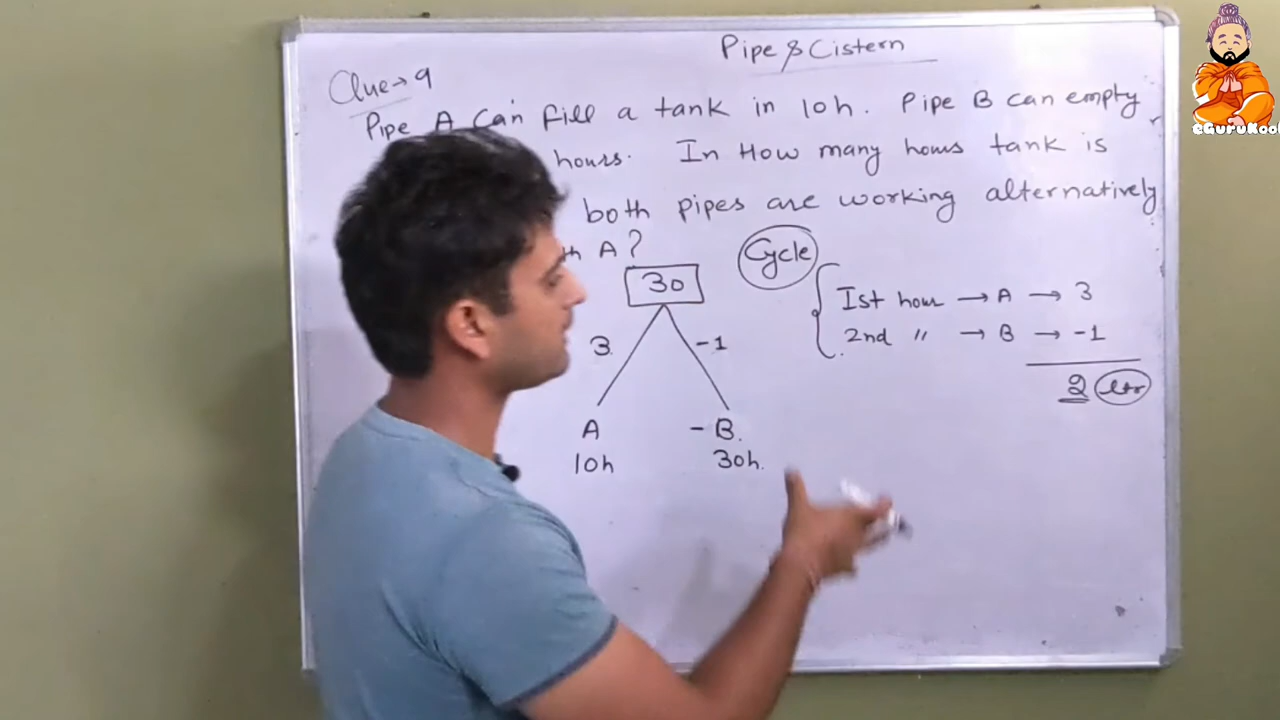 Pipe & Cistern
Clue→ 9
Pipe A can fill a tank in 10h. Pipe B can empty
hours. In How many hours tank is
both pipes are working alternatively
A?
Cycle
30
Ist hour → A → 3
2nd " → B → -1
2 ltr
3 -1
A - B.
10h 30h.
eGuruKool